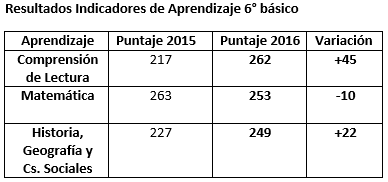 Resultados Indicadores de Aprendizaje 6° básico
Aprendizaje Puntaje 2015 Puntaje 2016 Variación
Comprensión de Lectura 217 262 +45
Matemática 263 253 -10
Historia, Geografía y Cs. Sociales 227 249 +22